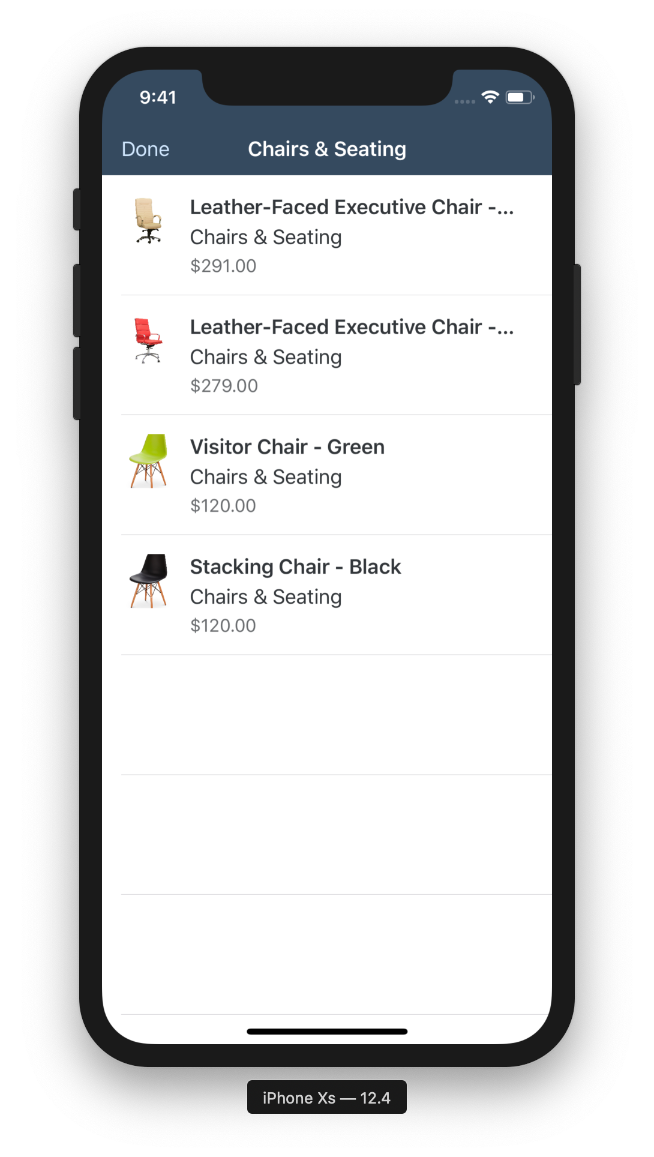 9:41
Done
Chairs & Seating
Leather-Faced Executive Chair -...
Chairs & Seating
$291.00
Leather-Faced Executive Chair -...
Chairs & Seating
$279.00
Visitor Chair - Green
Chairs & Seating
$120.00
Stacking Chair - Black
Chairs & Seating
$120.00
iPhone Xs — 12.4